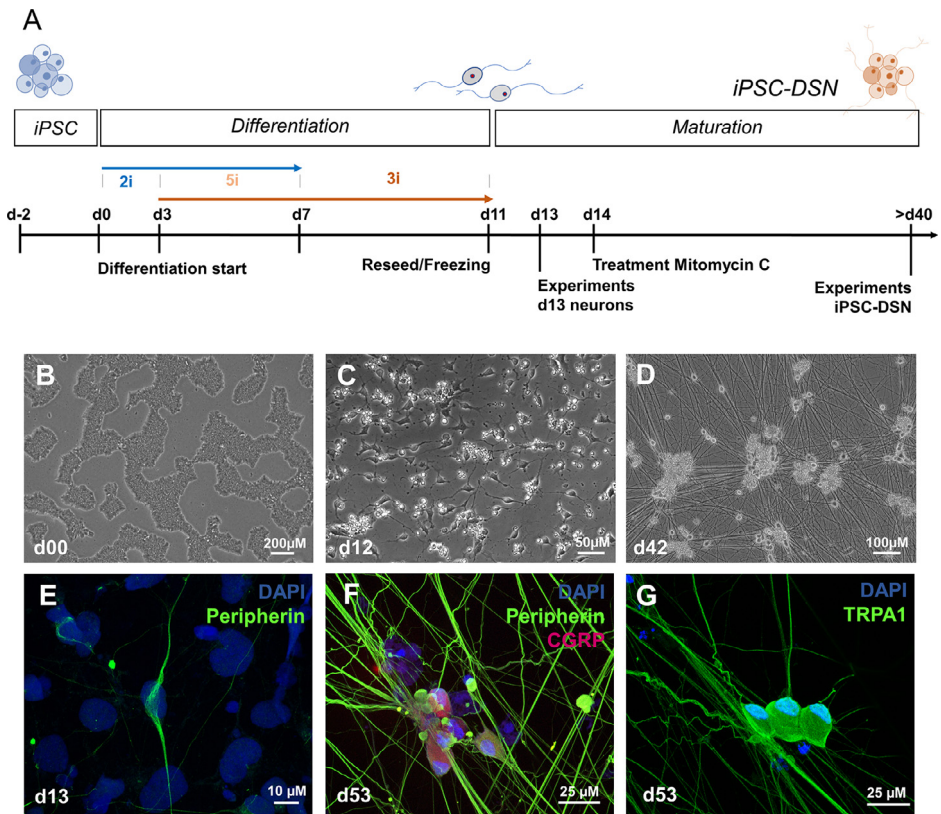 A
iPSC-DSN
iPSC
Differentiation
Maturation
2i
5i
3i
d-2
d0
d3
d7
d11
d13
d14
>d40
Differentiation start
Reseed/Freezing
Treatment Mitomycin C
Experiments
d13 neurons
Experiments
iPSC-DSN
B
d00
200µM
C
d12
50µM
D
d42
100µM
E
DAPI
Peripherin
d13
10 µM
F
DAPI
Peripherin
CGRP
d53
25 µM
G
DAPI
TRPA1
d53
25 µM